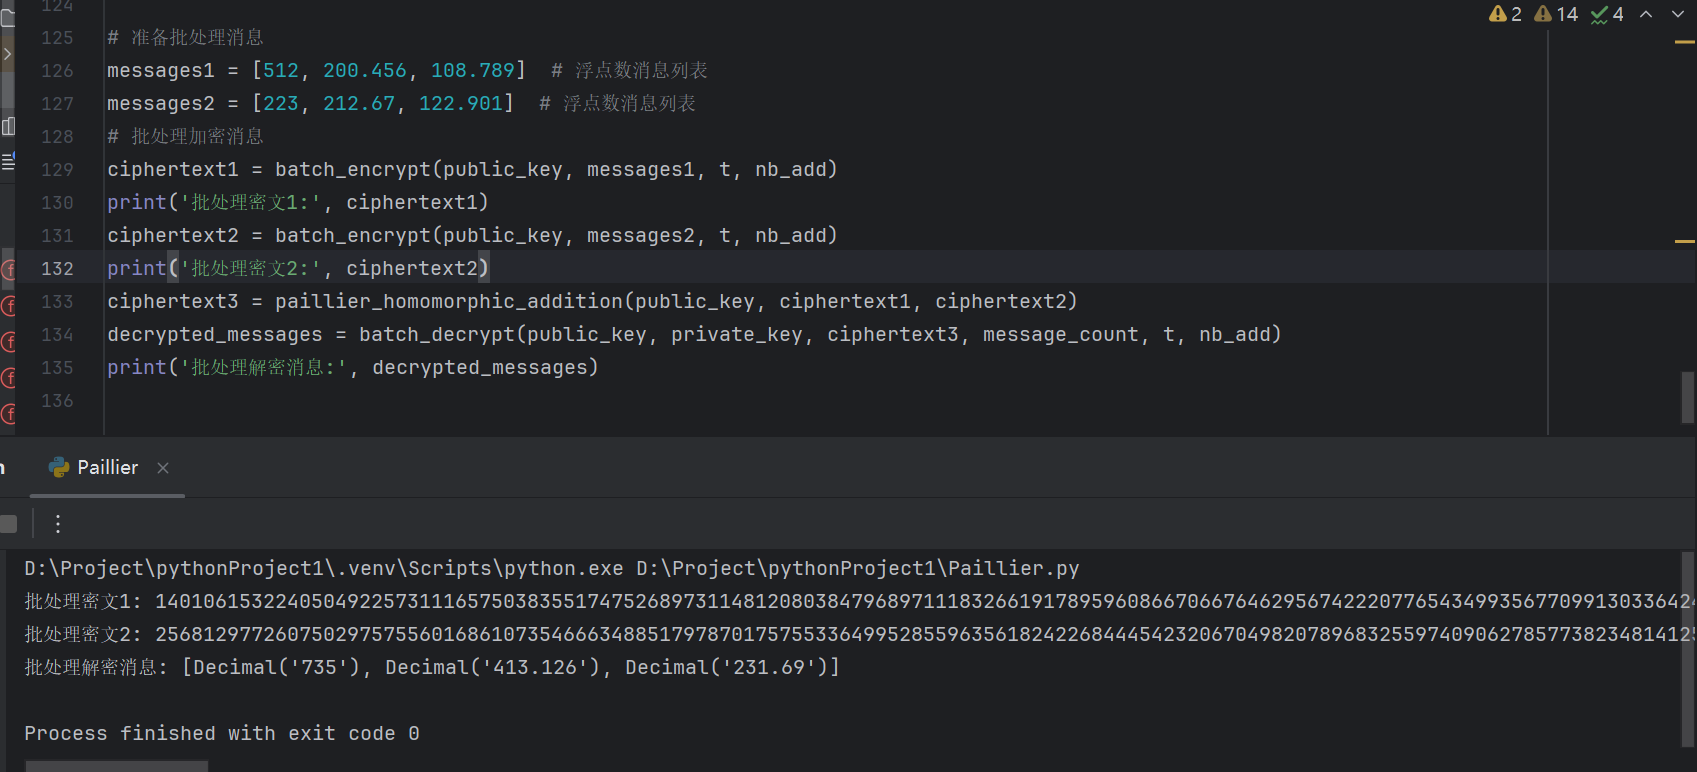 2 14 4
124
125 # 准备批处理消息
126 messages1 = [512, 200.456, 108.789]  # 浮点数消息列表
127 messages2 = [223, 212.67, 122.901]  # 浮点数消息列表
128 # 批处理加密消息
129 ciphertext1 = batch_encrypt(public_key, messages1, t, nb_add)
130 print('批处理密文1:', ciphertext1)
131 ciphertext2 = batch_encrypt(public_key, messages2, t, nb_add)
132 print('批处理密文2:', ciphertext2)
133 ciphertext3 = paillier_homomorphic_addition(public_key, ciphertext1, ciphertext2)
134 decrypted_messages = batch_decrypt(public_key, private_key, ciphertext3, message_count, t, nb_add)
135 print('批处理解密消息:', decrypted_messages)
136
Paillier
D:\Project\pythonProject1\.venv\Scripts\python.exe D:\Project\pythonProject1\Paillier.py
批处理密文1:
批处理密文2:
批处理解密消息: [Decimal('735'), Decimal('413.126'), Decimal('231.69')]
Process finished with exit code 0